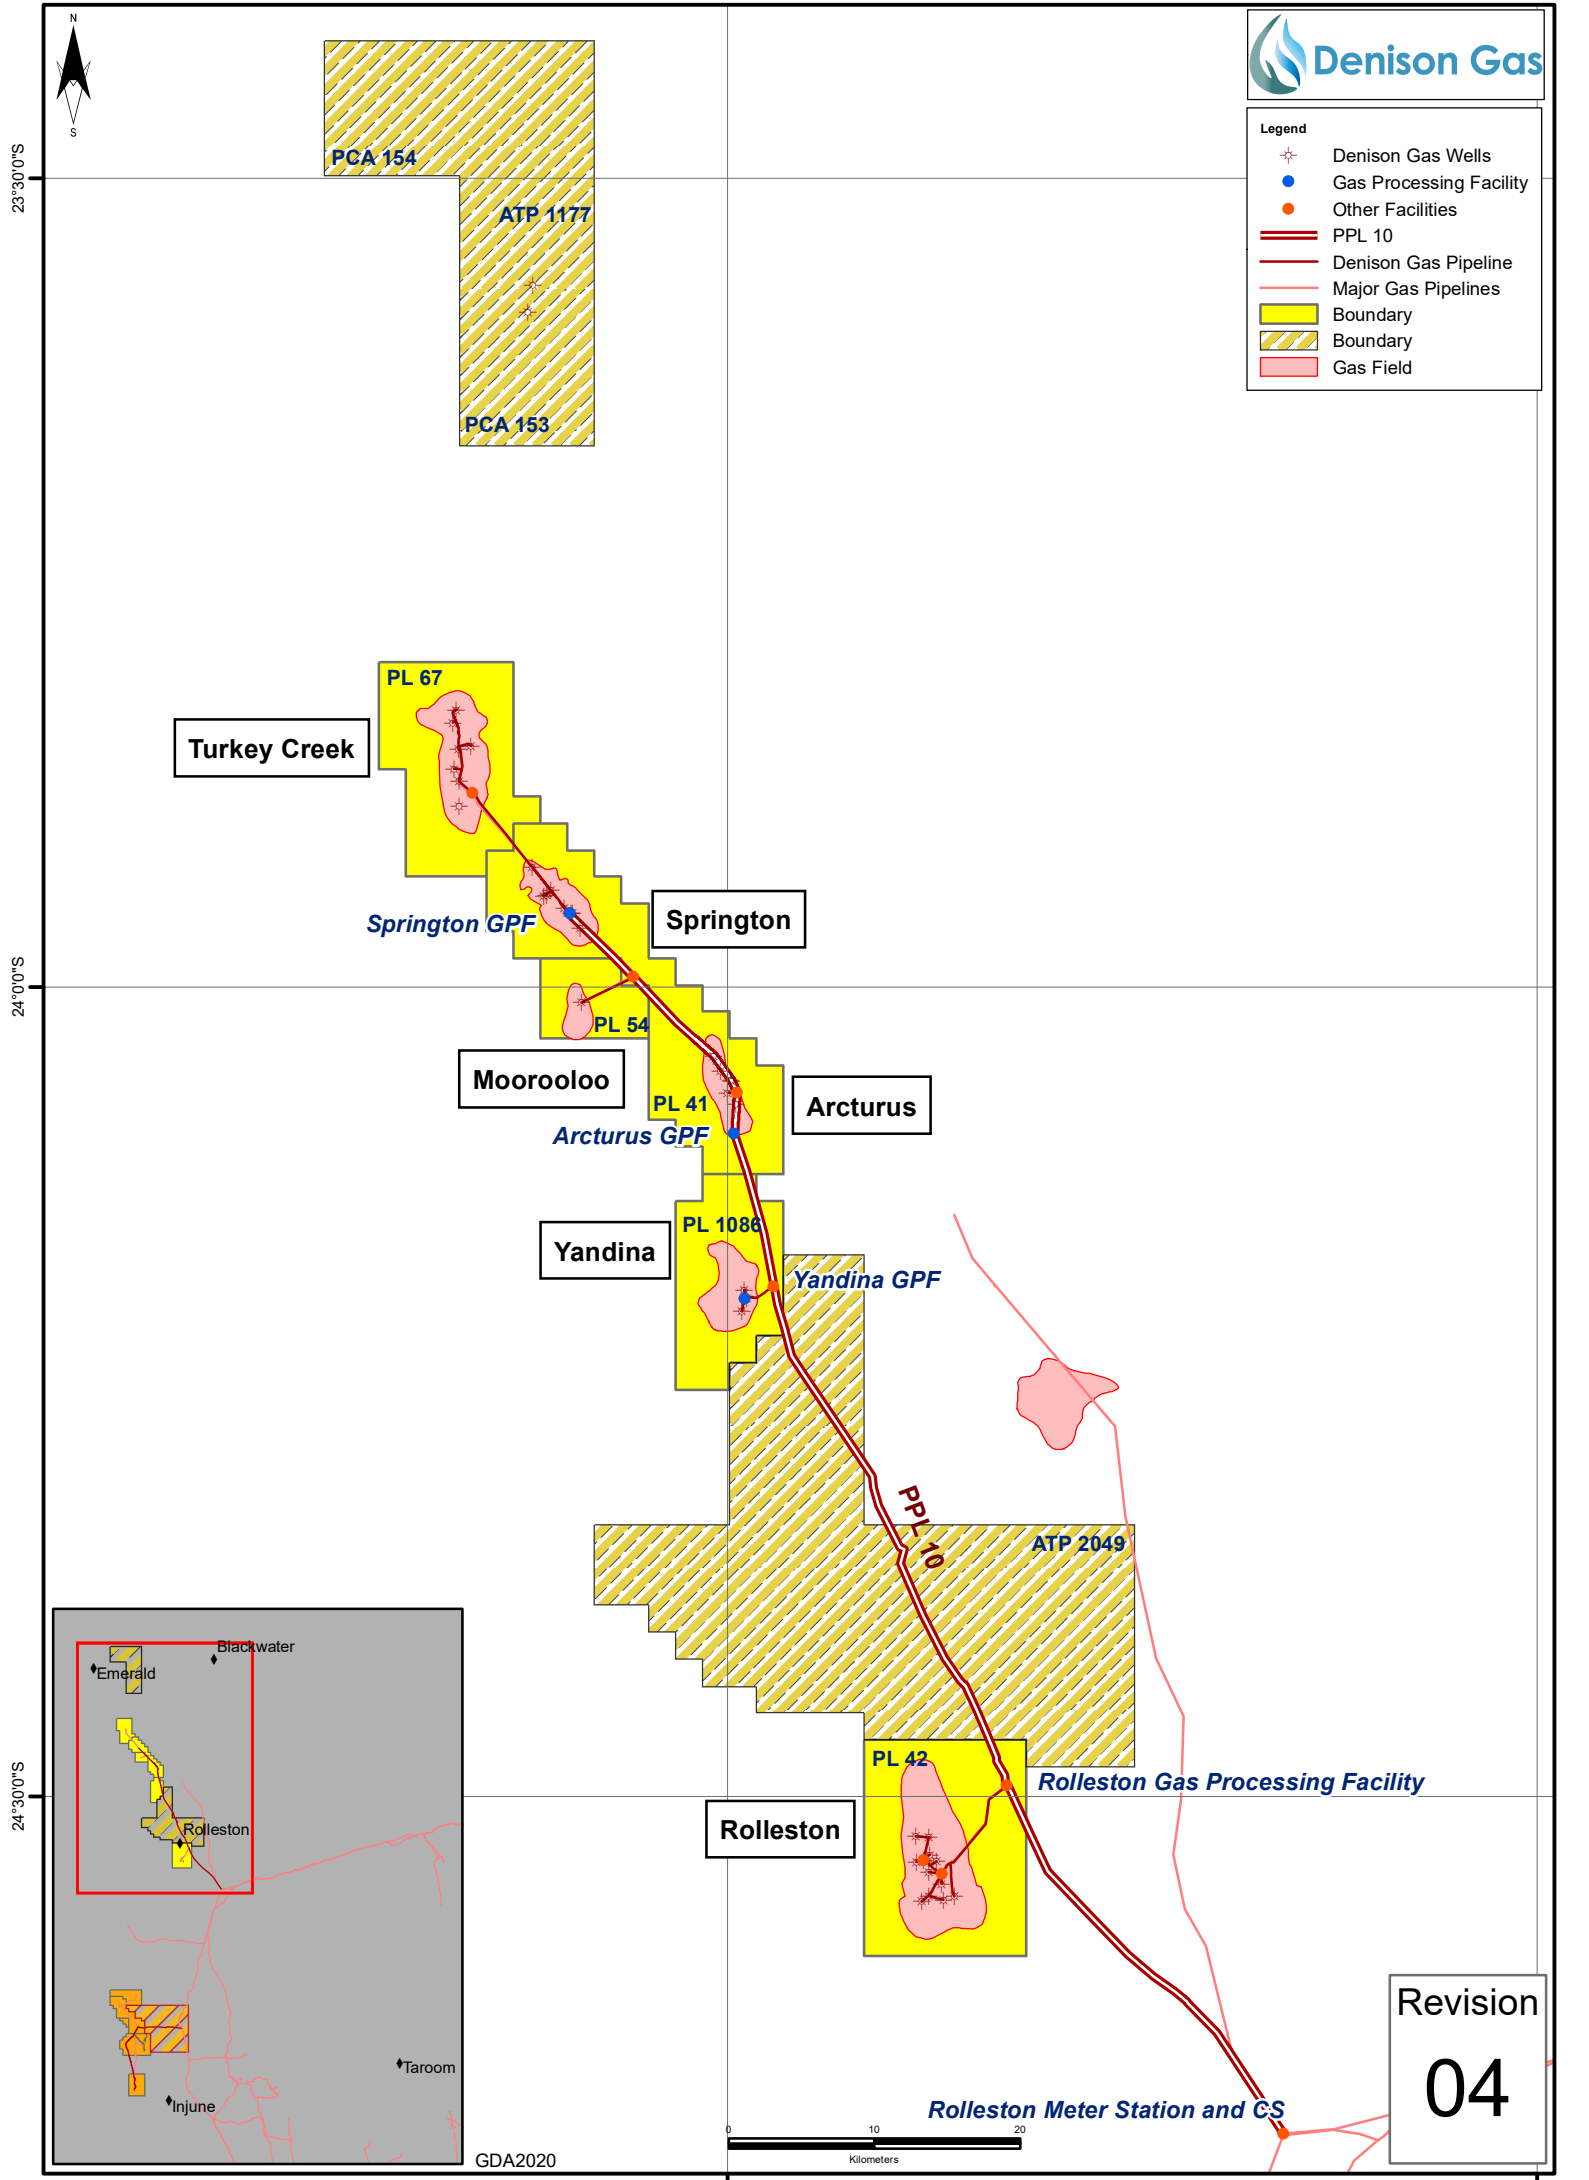 N
S
Denison Gas
Legend
Denison Gas Wells
Gas Processing Facility
Other Facilities
PPL 10
Denison Gas Pipeline
Major Gas Pipelines
Boundary
Boundary
Gas Field
23°30'0"S
PCA 154
ATP 1177
PCA 153
PL 67
Turkey Creek
Springton GPF
Springton
24°0'0"S
PL 54
Moorooloo
PL 41
Arcturus
Arcturus GPF
PL 1086
Yandina
Yandina GPF
PPL 10
ATP 2049
PL 42
Rolleston Gas Processing Facility
24°30'0"S
Rolleston
Blackwater
Emerald
Rolleston
Taroom
Injune
Revision
04
Rolleston Meter Station and CS
0 10 20
Kilometers
GDA2020